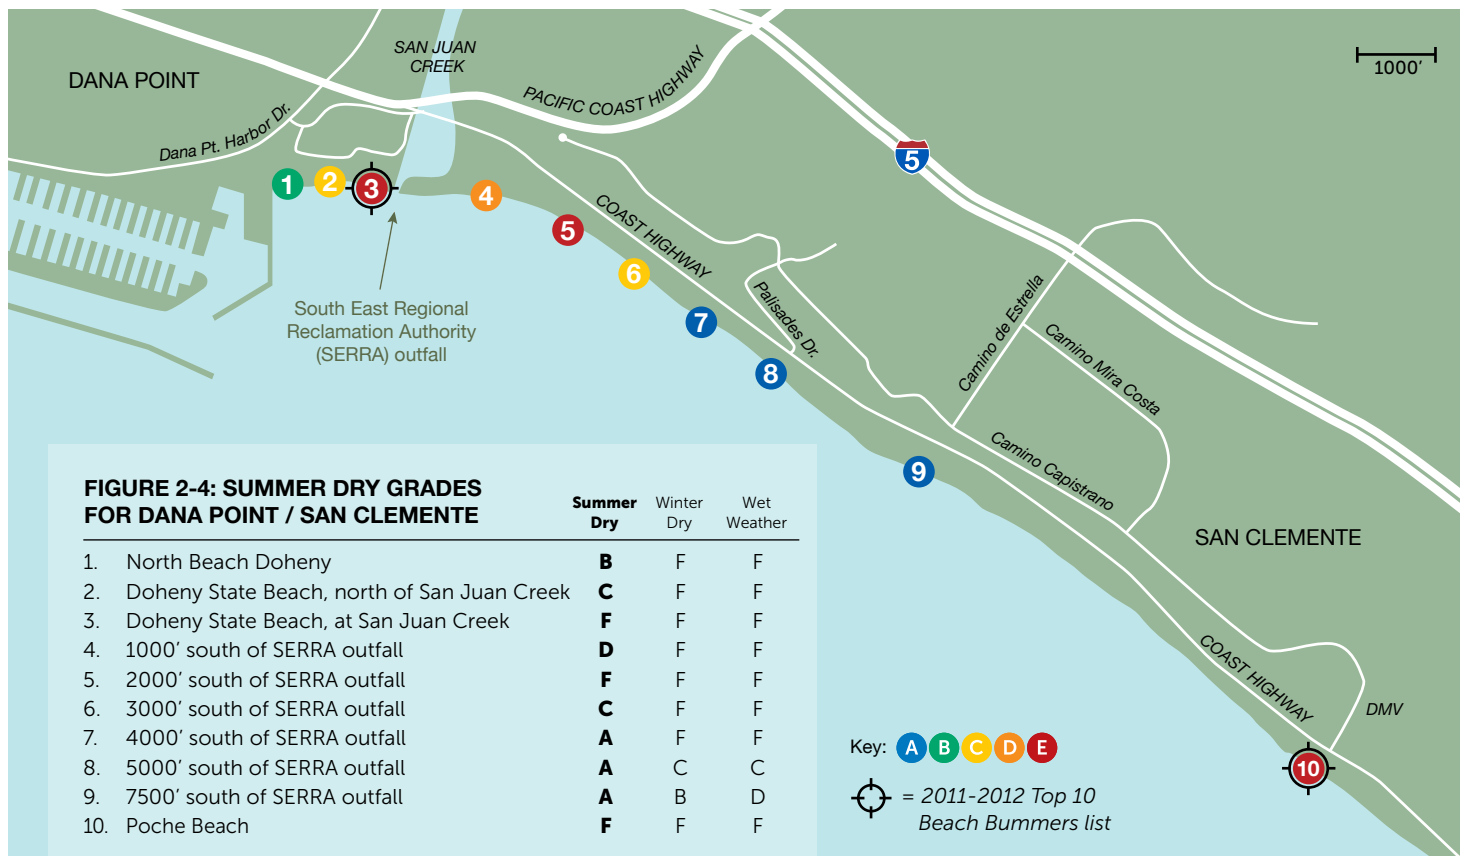 DANA POINT
SAN JUAN
CREEK
PACIFIC COAST HIGHWAY
1000’
Dana Pt. Harbor Dr.
5
1
2
3
4
5
6
7
8
9
10
COAST HIGHWAY
South East Regional
Reclamation Authority
(SERRA) outfall
Palisades Dr.
Camino de Estrella
Camino Mira Costa
Camino Capistrano
SAN CLEMENTE
COAST HIGHWAY
DMV
FIGURE 2-4: SUMMER DRY GRADES
FOR DANA POINT / SAN CLEMENTE
Summer Dry
Winter Dry
Wet Weather
1. North Beach Doheny B F F
2. Doheny State Beach, north of San Juan Creek C F F
3. Doheny State Beach, at San Juan Creek F F F
4. 1000’ south of SERRA outfall D F F
5. 2000’ south of SERRA outfall F F F
6. 3000’ south of SERRA outfall C F F
7. 4000’ south of SERRA outfall A F F
8. 5000’ south of SERRA outfall A C C
9. 7500’ south of SERRA outfall A B D
10. Poche Beach F F F
Key: A B C D E
= 2011-2012 Top 10
Beach Bummers list